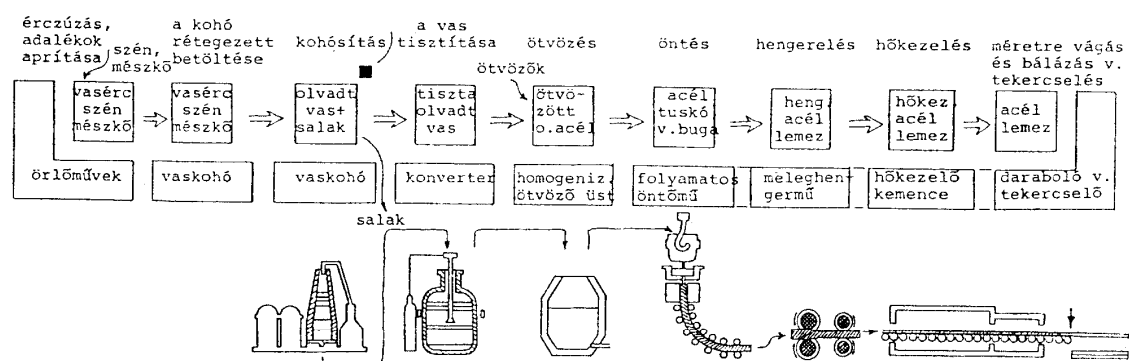 érczúzás,
adalékok
aprítása
szén,
mészkő
a kohó
rétegezett
betöltése
kohósítás
a vas
tisztítása
ötvözés
ötvözők
öntés
hengerelés
hőkezelés
méretre vágás
és bálázás v.
tekercselés
vasérc
szén
mészkő
vasérc
szén
mészkő
olvadt
vas+
salak
tiszta
olvadt
vas
ötvö-
zött
o.acél
acél
tuskó
v.buga
heng.
acél
lemez
hőkez.
acél
lemez
acél
lemez
örlőművek
vaskohó
vaskohó
konverter
homogeniz.
ötvöző üst
folyamatos
öntőmű
meleghen-
germű
hőkezelő
kemence
daraboló v.
tekercselő
salak